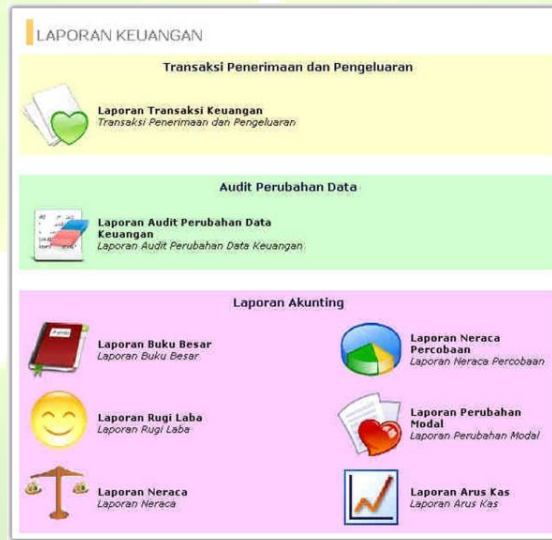 LAPORAN KEUANGAN
Transaksi Penerimaan dan Pengeluaran
Laporan Transaksi Keuangan
Transaksi Penerimaan dan Pengeluaran
Audit Perubahan Data
Laporan Audit Perubahan Data
Keuangan
Laporan Audit Perubahan Data Keuangan
Laporan Akunting
Laporan Buku Besar
Laporan Buku Besar
Laporan Neraca
Percobaan
Laporan Neraca Percobaan
Laporan Rugi Laba
Laporan Rugi Laba
Laporan Perubahan
Modal
Laporan Perubahan Modal
Laporan Neraca
Laporan Neraca
Laporan Arus Kas
Laporan Arus Kas